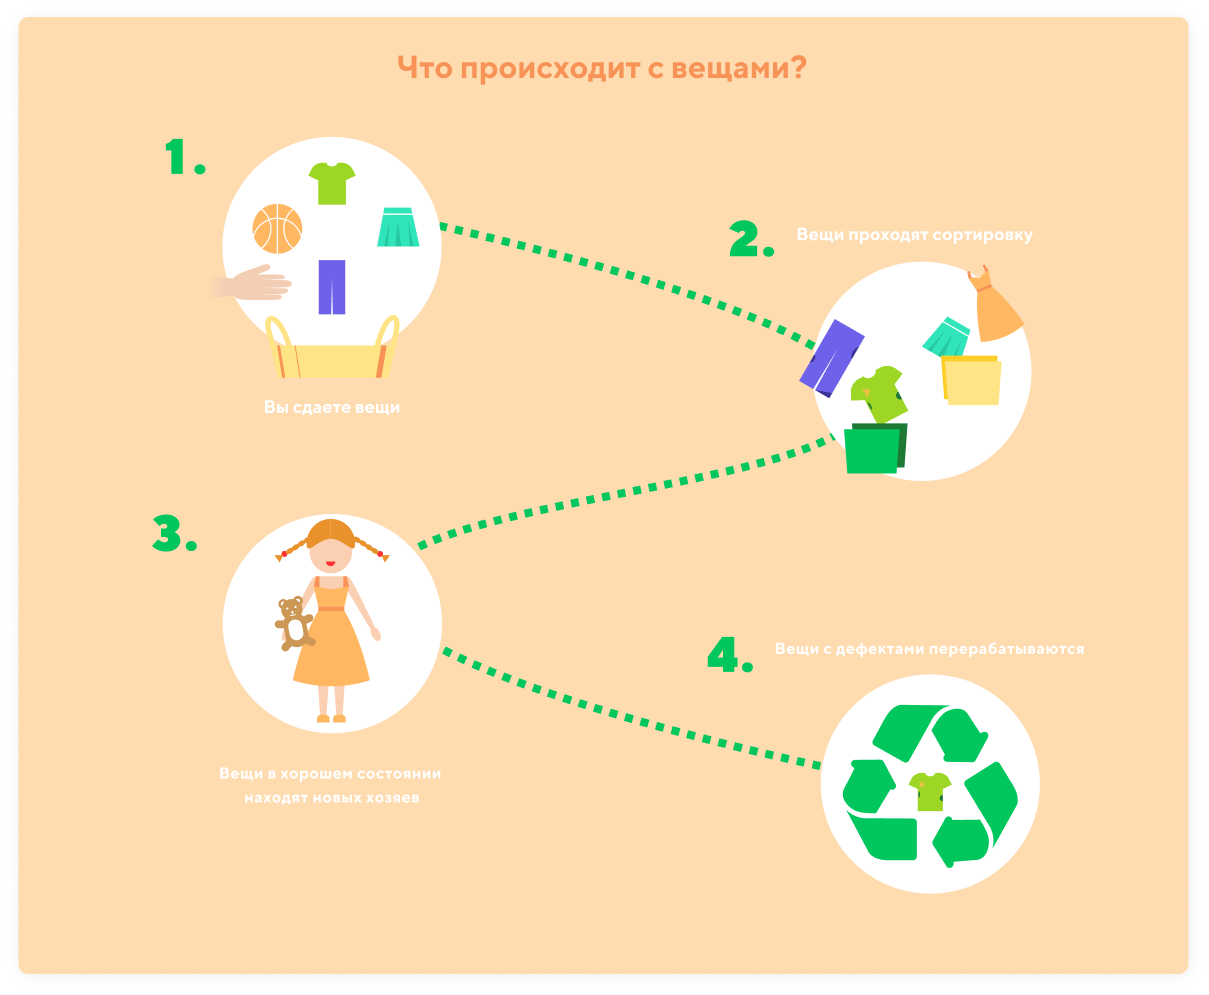 Что происходит с вещами?
1.
Вы сдаете вещи
2.
Вещи проходят сортировку
3.
Вещи в хорошем состоянии
находят новых хозяев
4.
Вещи с дефектами перерабатываются